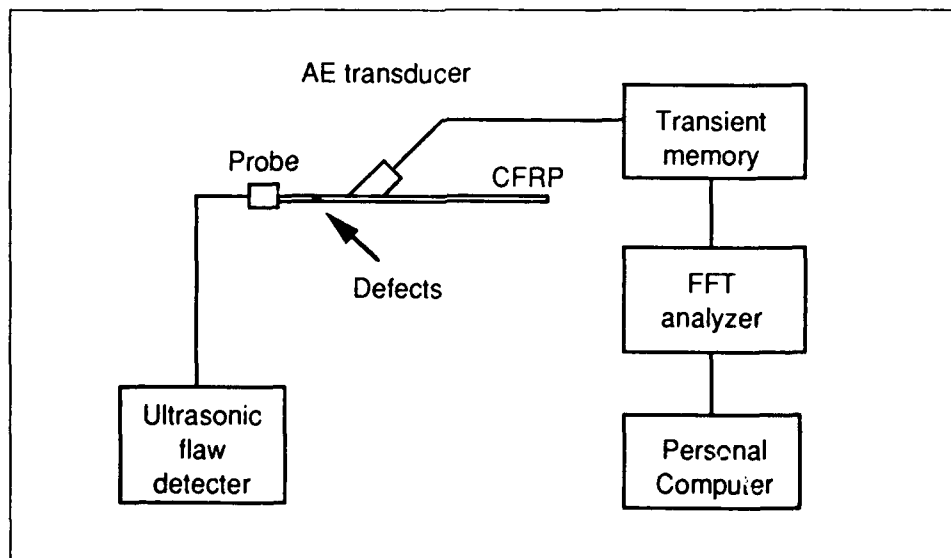 AE transducer
Transient
memory
Probe
CFRP
Defects
FFT
analyzer
Ultrasonic
flaw
detecter
Personal
Computer